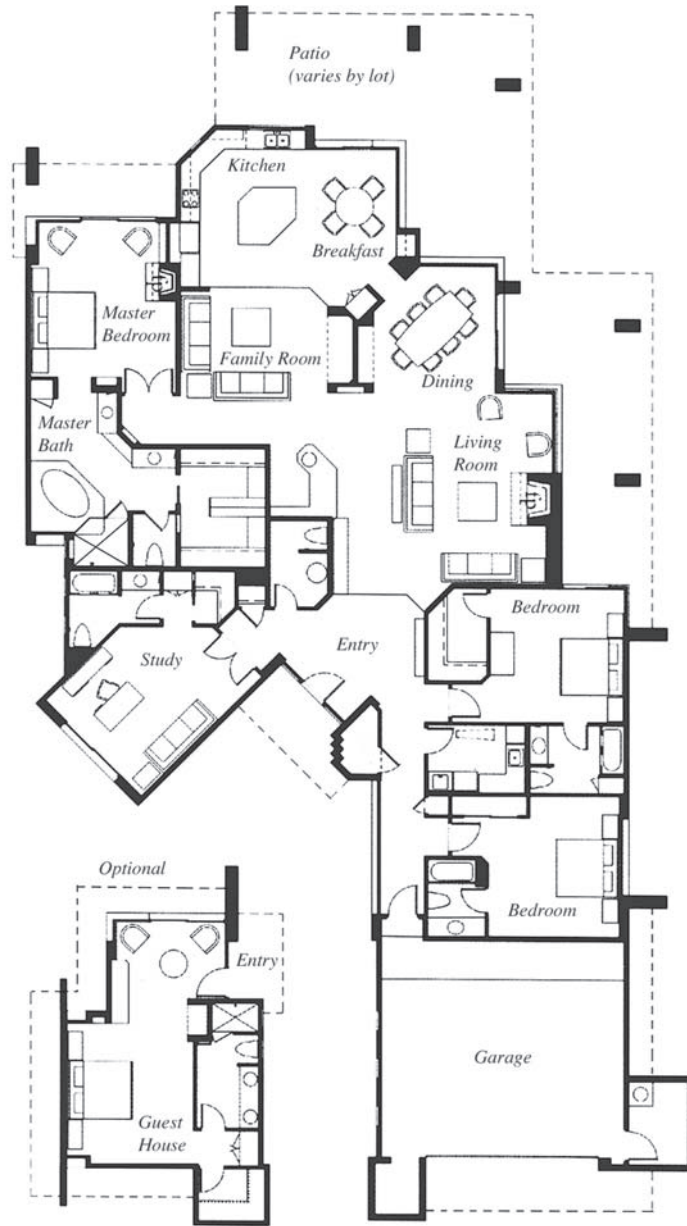 Patio
(varies by lot)
Kitchen
Breakfast
Master
Bedroom
Family Room
Dining
Master
Bath
Living
Room
Bedroom
Entry
Study
Optional
Bedroom
Entry
Garage
Guest
House